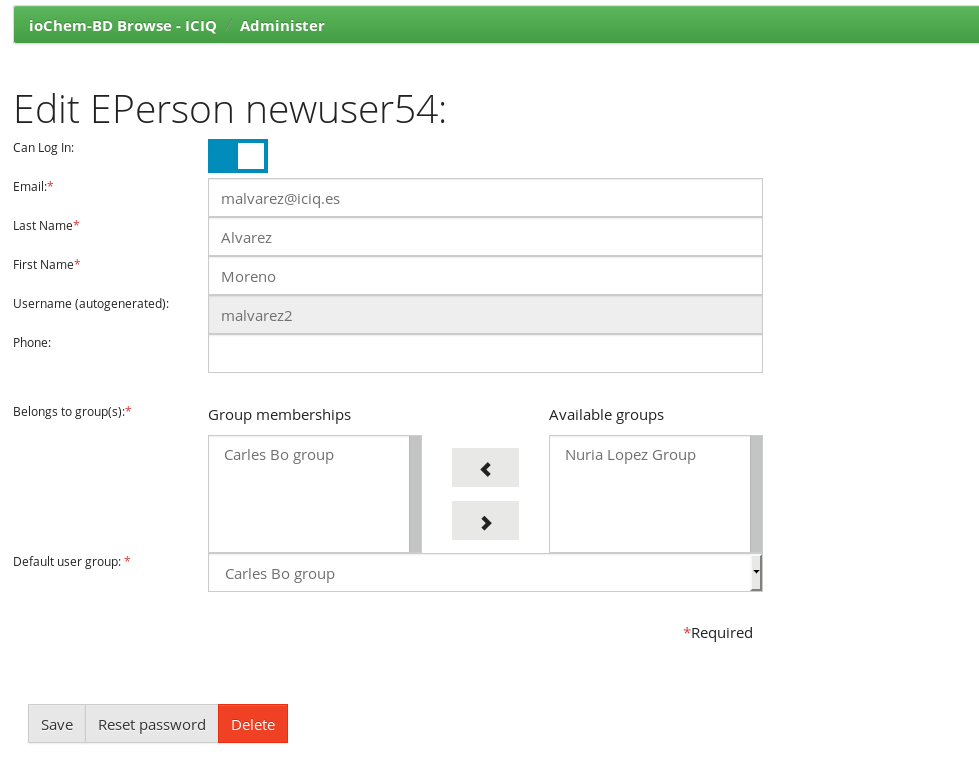 ioChem-BD Browse - ICIQ / Administer
Edit EPerson newuser54:
Can Log In:
Email:* malvarez@iciq.es
Last Name* Alvarez
First Name* Moreno
Username (autogenerated): malvarez2
Phone:
Belongs to group(s):* Group memberships Available groups
Carles Bo group Nuria Lopez Group
Default user group: * Carles Bo group
*Required
Save Reset password Delete